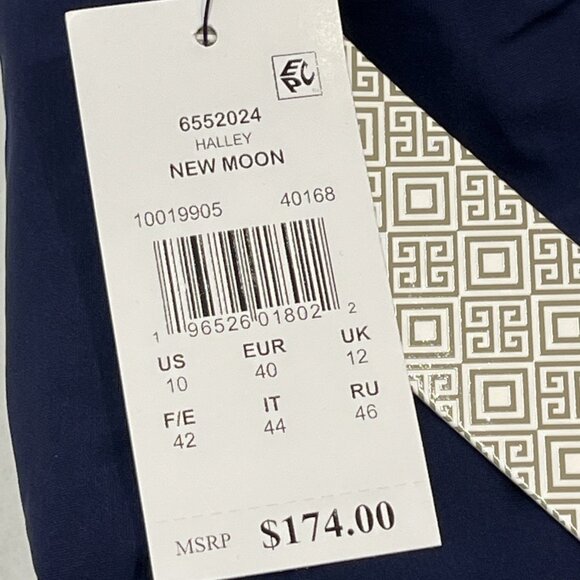 EPC
6552024
HALLEY
NEW MOON
10019905 40168
1 96526 01802 2
US EUR UK
10 40 12
F/E IT RU
42 44 46
MSRP $174.00